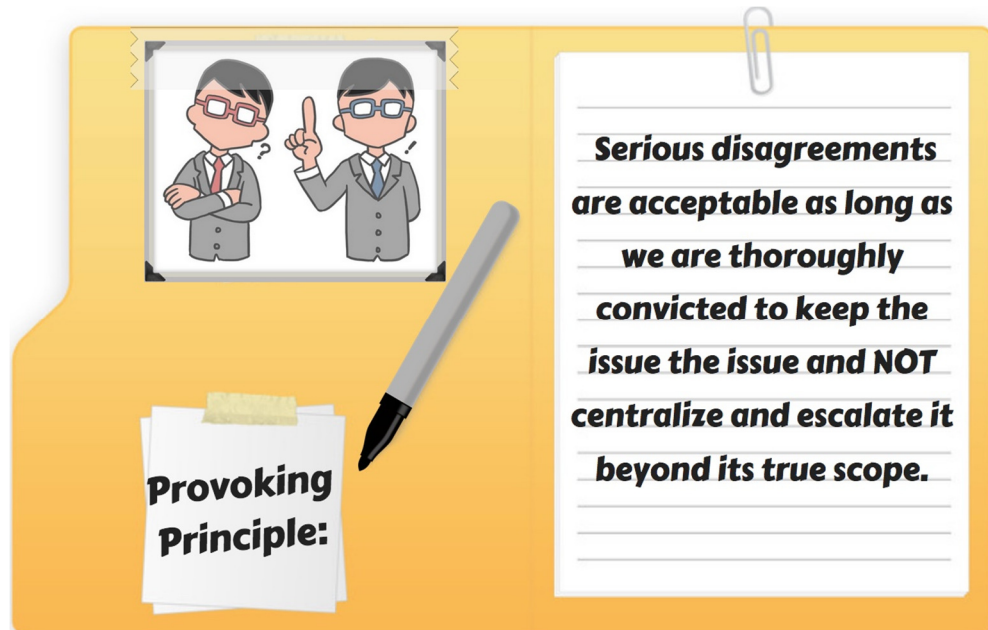 Provoking
Principle:
Serious disagreements
are acceptable as long as
we are thoroughly
convicted to keep the
issue the issue and NOT
centralize and escalate it
beyond its true scope.
?
!